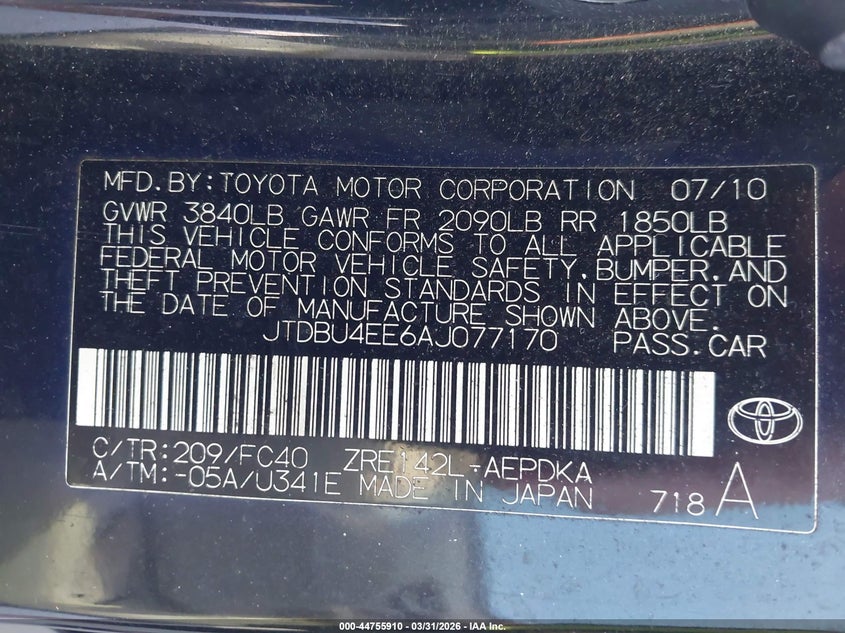 MFD.BY:TOYOTA MOTOR CORPORATION 07/10
GVWR 3840LB GAWR FR 2090LB RR 1850LB
THIS VEHICLE CONFORMS TO ALL APPLICABLE
FEDERAL MOTOR VEHICLE SAFETY,BUMPER,AND
THEFT PREVENTION STANDARDS IN EFFECT ON
THE DATE OF MANUFACTURE SHOWN ABOVE.
JTDBU4EE6AJ077170 PASS.CAR
C/TR:209/FC40 ZRE142L-AEPDKA
A/TM:-05A/U341E MADE IN JAPAN 718 A
000-44755910 - 03/31/2026 - IAA Inc.